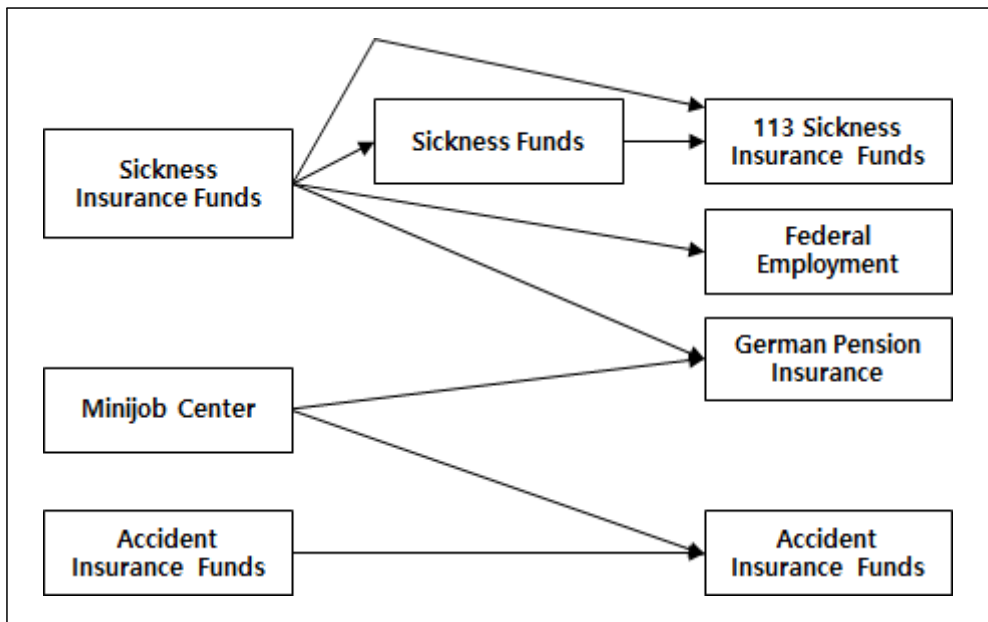 Sickness
Insurance Funds
Sickness Funds
113 Sickness
Insurance Funds
Federal
Employment
German Pension
Insurance
Minijob Center
Accident
Insurance Funds
Accident
Insurance Funds